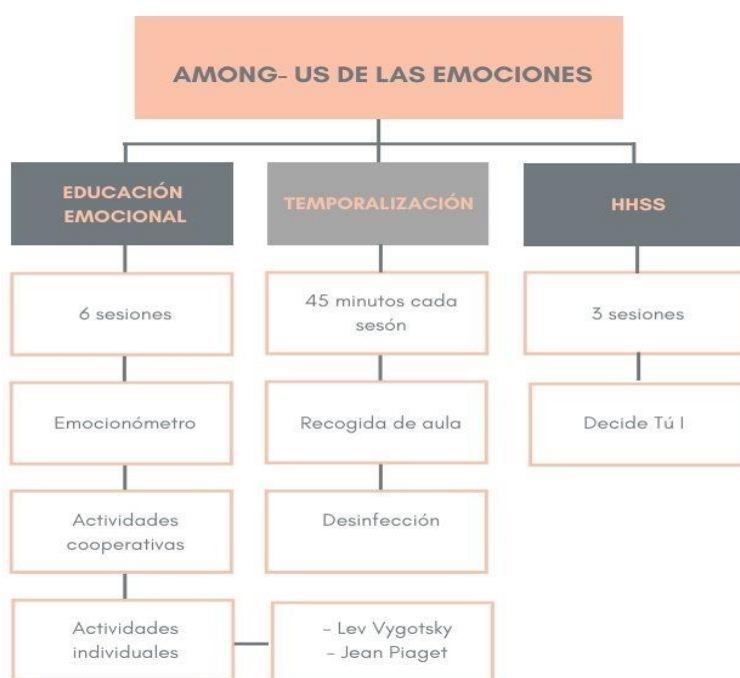 AMONG- US DE LAS EMOCIONES
EDUCACIÓN
EMOCIONAL
6 sesiones
Emocionómetro
Actividades
cooperativas
Actividades
individuales
- Lev Vygotsky
- Jean Piaget
TEMPORALIZACIÓN
45 minutos cada
sesón
Recogida de aula
Desinfección
HHSS
3 sesiones
Decide Tú I